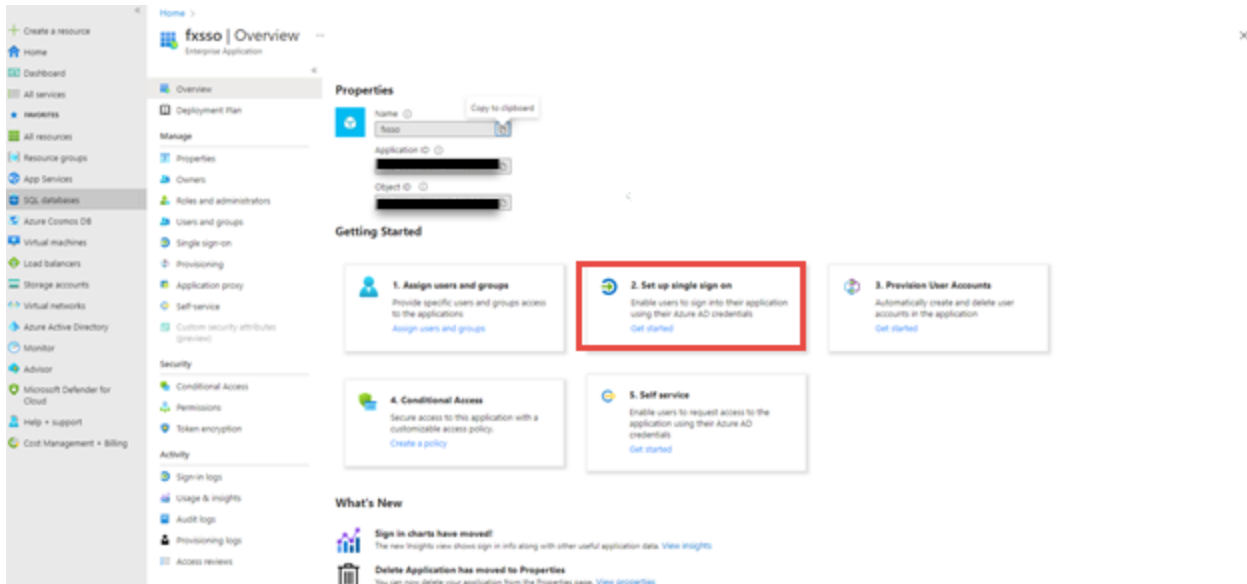 Home >
fxsso | Overview ...
Enterprise Application
Create a resource
Home
Dashboard
All services
FAVORITES
All resources
Resource groups
App Services
SQL databases
Azure Cosmos DB
Virtual machines
Load balancers
Storage accounts
Virtual networks
Azure Active Directory
Monitor
Advisor
Microsoft Defender for
Cloud
Help + support
Cost Management + Billing
Overview
Deployment Plan
Manage
Properties
Owners
Roles and administrators
Users and groups
Single sign-on
Provisioning
Application proxy
Self-service
Custom security attributes
(preview)
Security
Conditional Access
Permissions
Token encryption
Activity
Sign-in logs
Usage & insights
Audit logs
Provisioning logs
Access reviews
Properties
Copy to clipboard
Name
fxsso
Application ID
Object ID
Getting Started
1. Assign users and groups
Provide specific users and groups access
to the applications
Assign users and groups
2. Set up single sign on
Enable users to sign into their application
using their Azure AD credentials
Get started
3. Provision User Accounts
Automatically create and delete user
accounts in the application
Get started
4. Conditional Access
Secure access to this application with a
customizable access policy.
Create a policy
5. Self service
Enable users to request access to the
application using their Azure AD
credentials
Get started
What's New
Sign in charts have moved!
The new Insights view shows sign in info along with other useful application data. View insights
Delete Application has moved to Properties
You can now delete your application from the Properties page. View properties